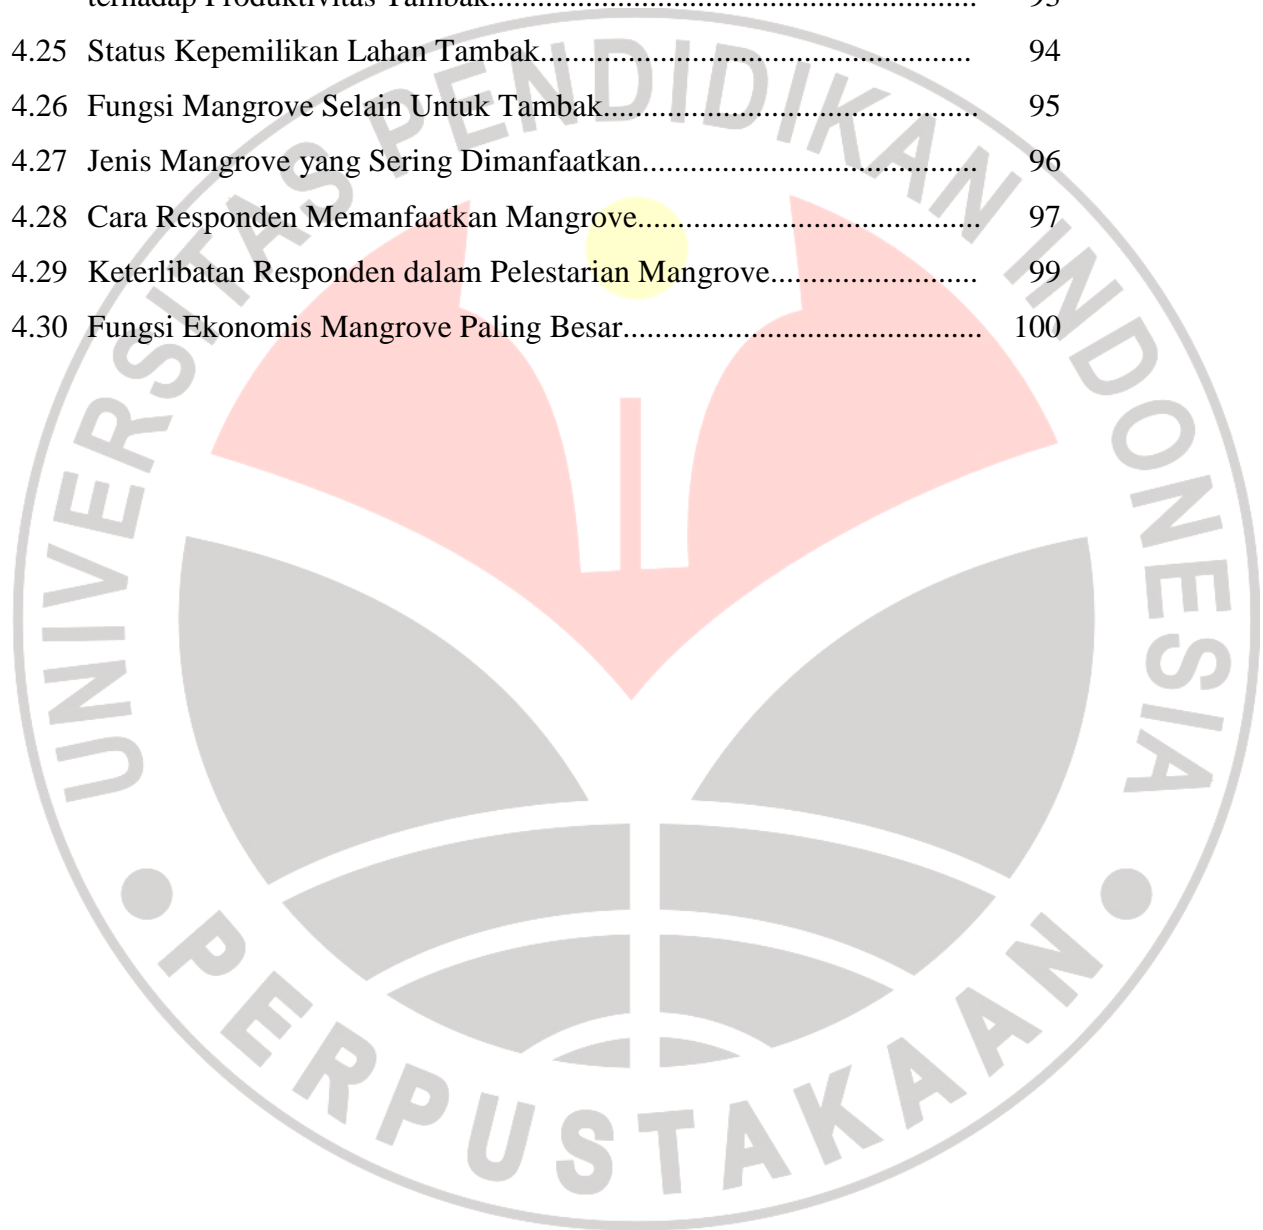 terhadap Produktivitas Tambak............................................................. 93
4.25 Status Kepemilikan Lahan Tambak...................................................... 94
4.26 Fungsi Mangrove Selain Untuk Tambak............................................... 95
4.27 Jenis Mangrove yang Sering Dimanfaatkan.......................................... 96
4.28 Cara Responden Memanfaatkan Mangrove........................................... 97
4.29 Keterlibatan Responden dalam Pelestarian Mangrove.......................... 99
4.30 Fungsi Ekonomis Mangrove Paling Besar............................................. 100
UNIVERSITAS PENDIDIKAN INDONESIA
PERPUSTAKAAN